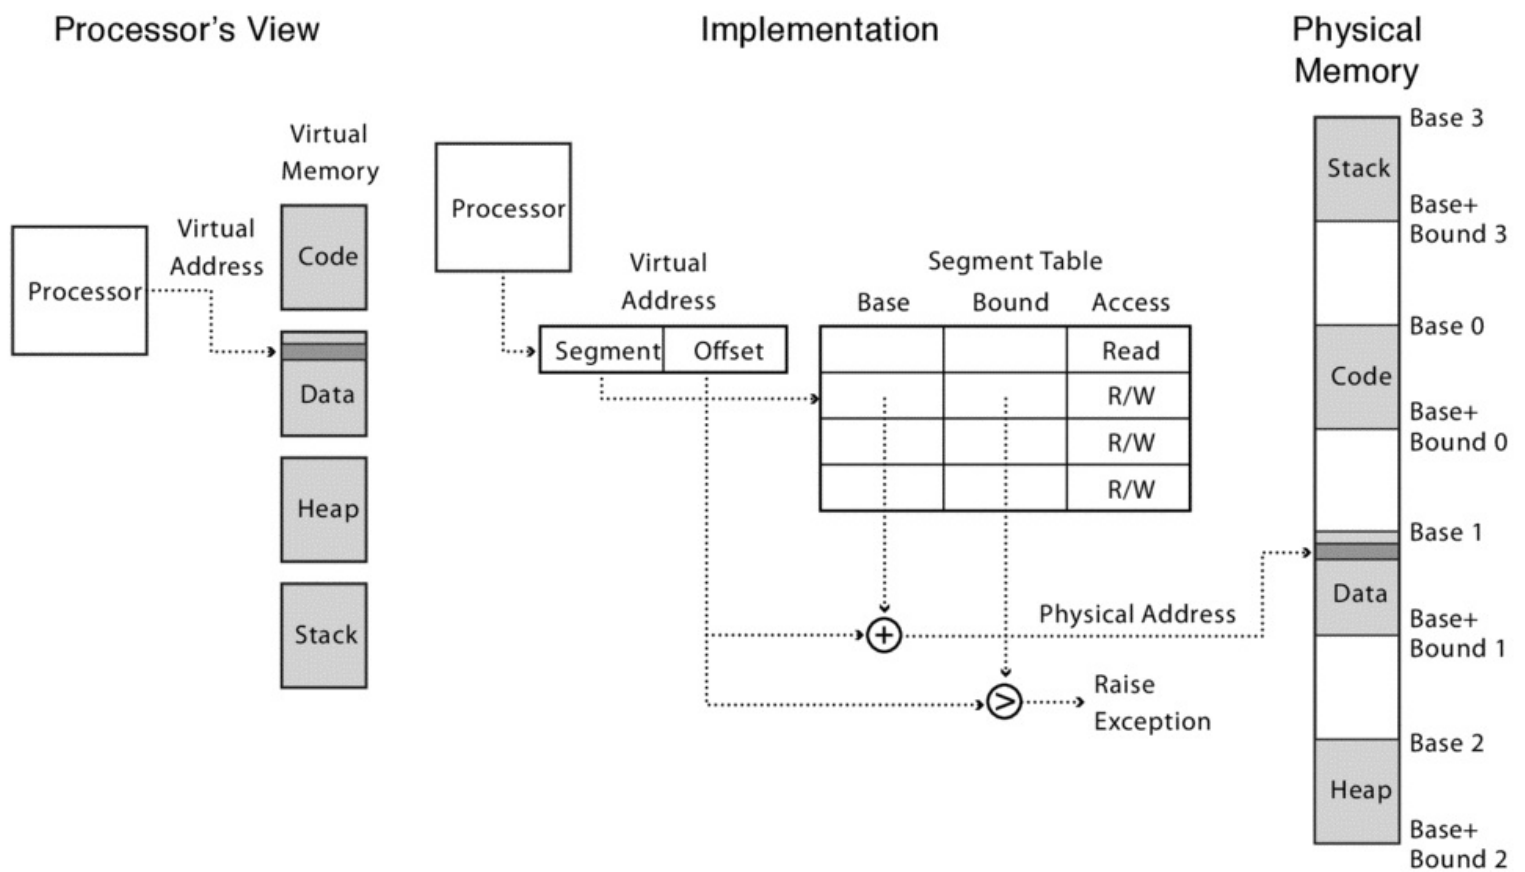 Processor's View
Implementation
Physical
Memory
Virtual
Memory
Processor
Virtual
Address
Code
Data
Heap
Stack
Processor
Virtual
Address
Segment Offset
Segment Table
Base Bound Access
Read
R/W
R/W
R/W
Physical Address
Raise
Exception
Base 3
Stack
Base+
Bound 3
Base 0
Code
Base+
Bound 0
Base 1
Data
Base+
Bound 1
Base 2
Heap
Base+
Bound 2